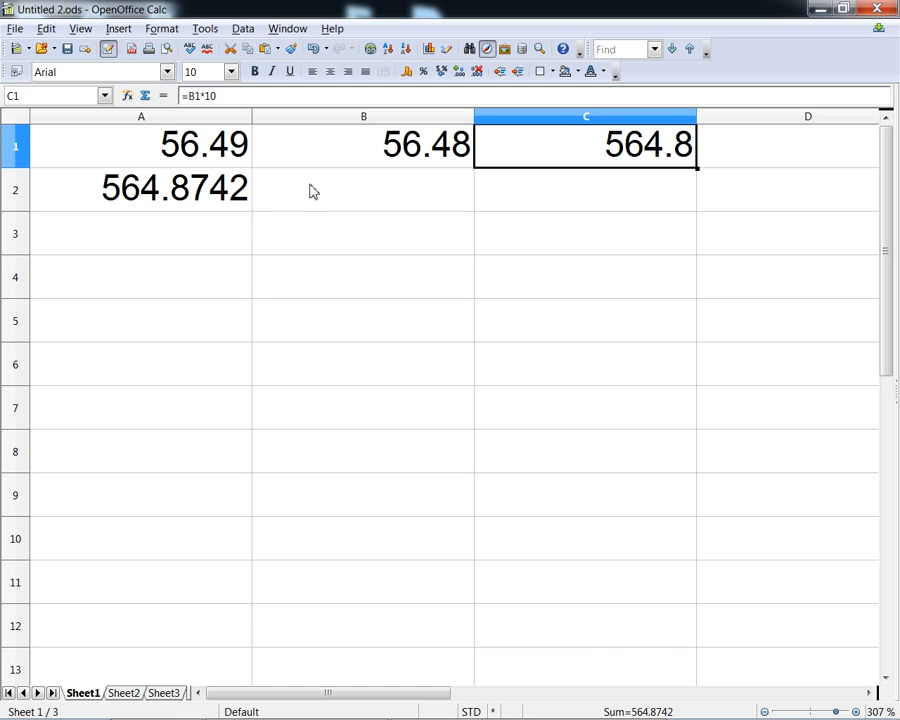 Untitled 2.ods - OpenOffice Calc
File Edit View Insert Format Tools Data Window Help
Find
Arial 10
C1 =B1*10
A B C D
1 56.49 56.48 564.8
2 564.8742
3
4
5
6
7
8
9
10
11
12
13
Sheet1 Sheet2 Sheet3
Sheet 1 / 3 Default STD * Sum=564.8742 307 %